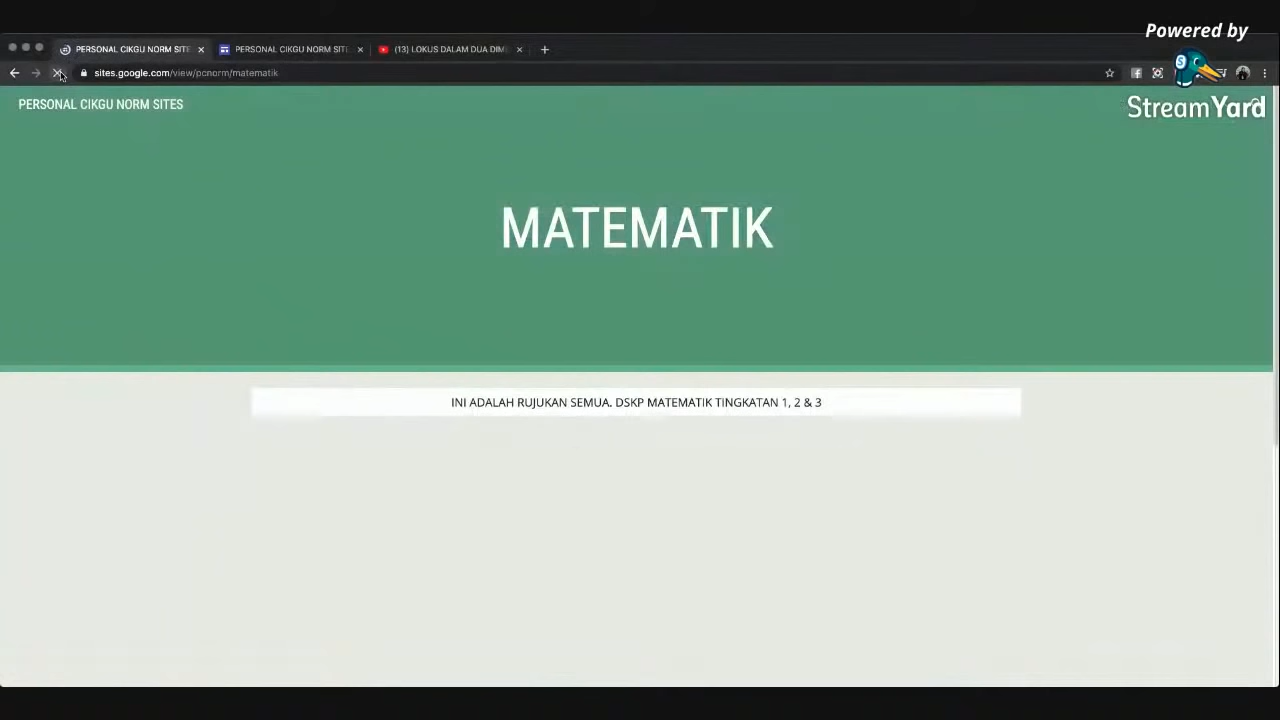 Powered by
PERSONAL CIKGU NORM SITE
PERSONAL CIKGU NORM SIT
(13) LOKUS DALAM DUA DIM
sites.google.com/view/pcnorm/matematik
StreamYard
PERSONAL CIKGU NORM SITES
MATEMATIK
INI ADALAH RUJUKAN SEMUA. DSKP MATEMATIK TINGKATAN 1, 2 & 3